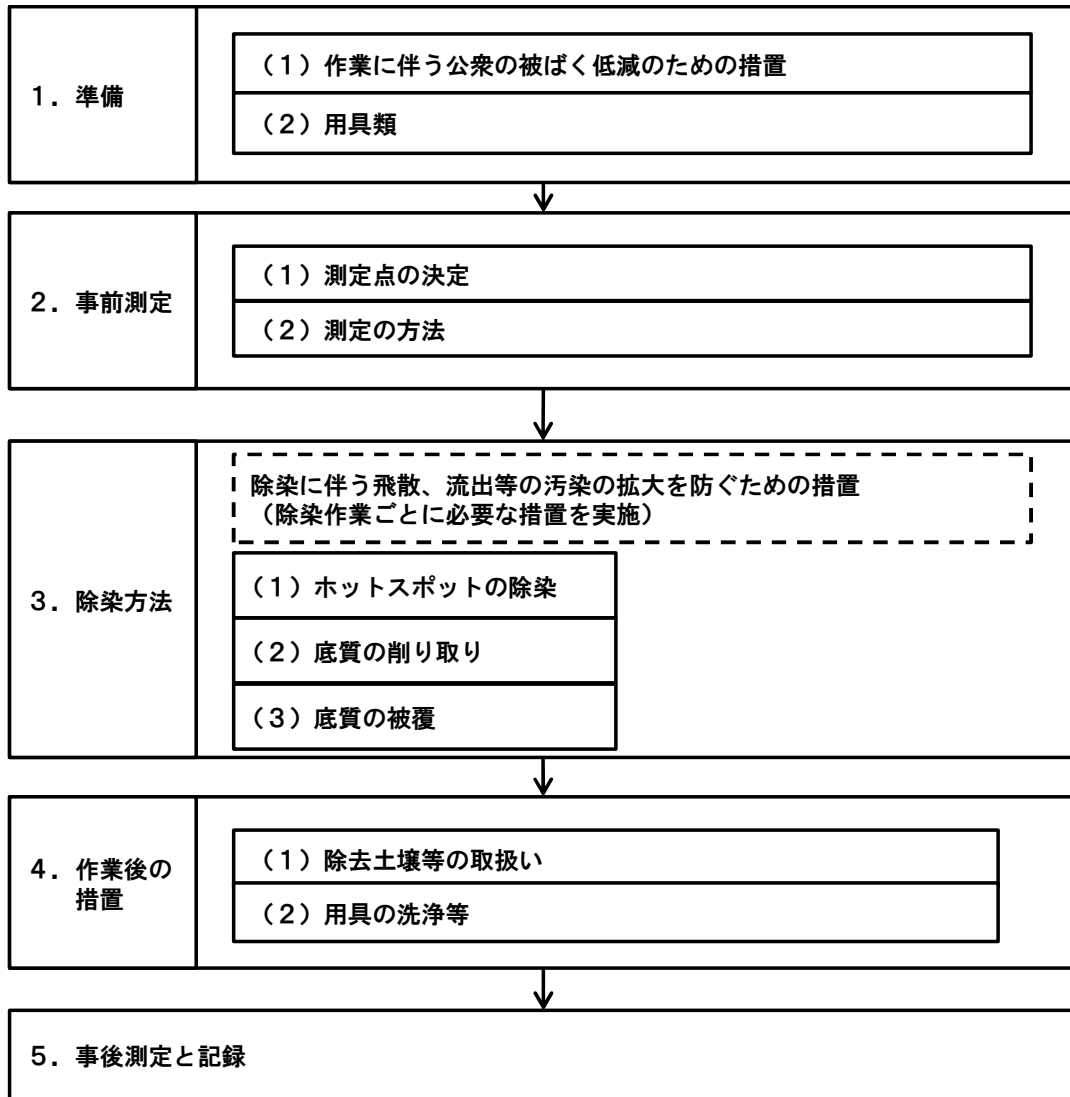 1．準備
（1）作業に伴う公衆の被ばく低減のための措置
（2）用具類
2．事前測定
（1）測定点の決定
（2）測定の方法
3．除染方法
除染に伴う飛散、流出等の汚染の拡大を防ぐための措置
（除染作業ごとに必要な措置を実施）
（1）ホットスポットの除染
（2）底質の削り取り
（3）底質の被覆
4．作業後の
措置
（1）除去土壌等の取扱い
（2）用具の洗浄等
5．事後測定と記録